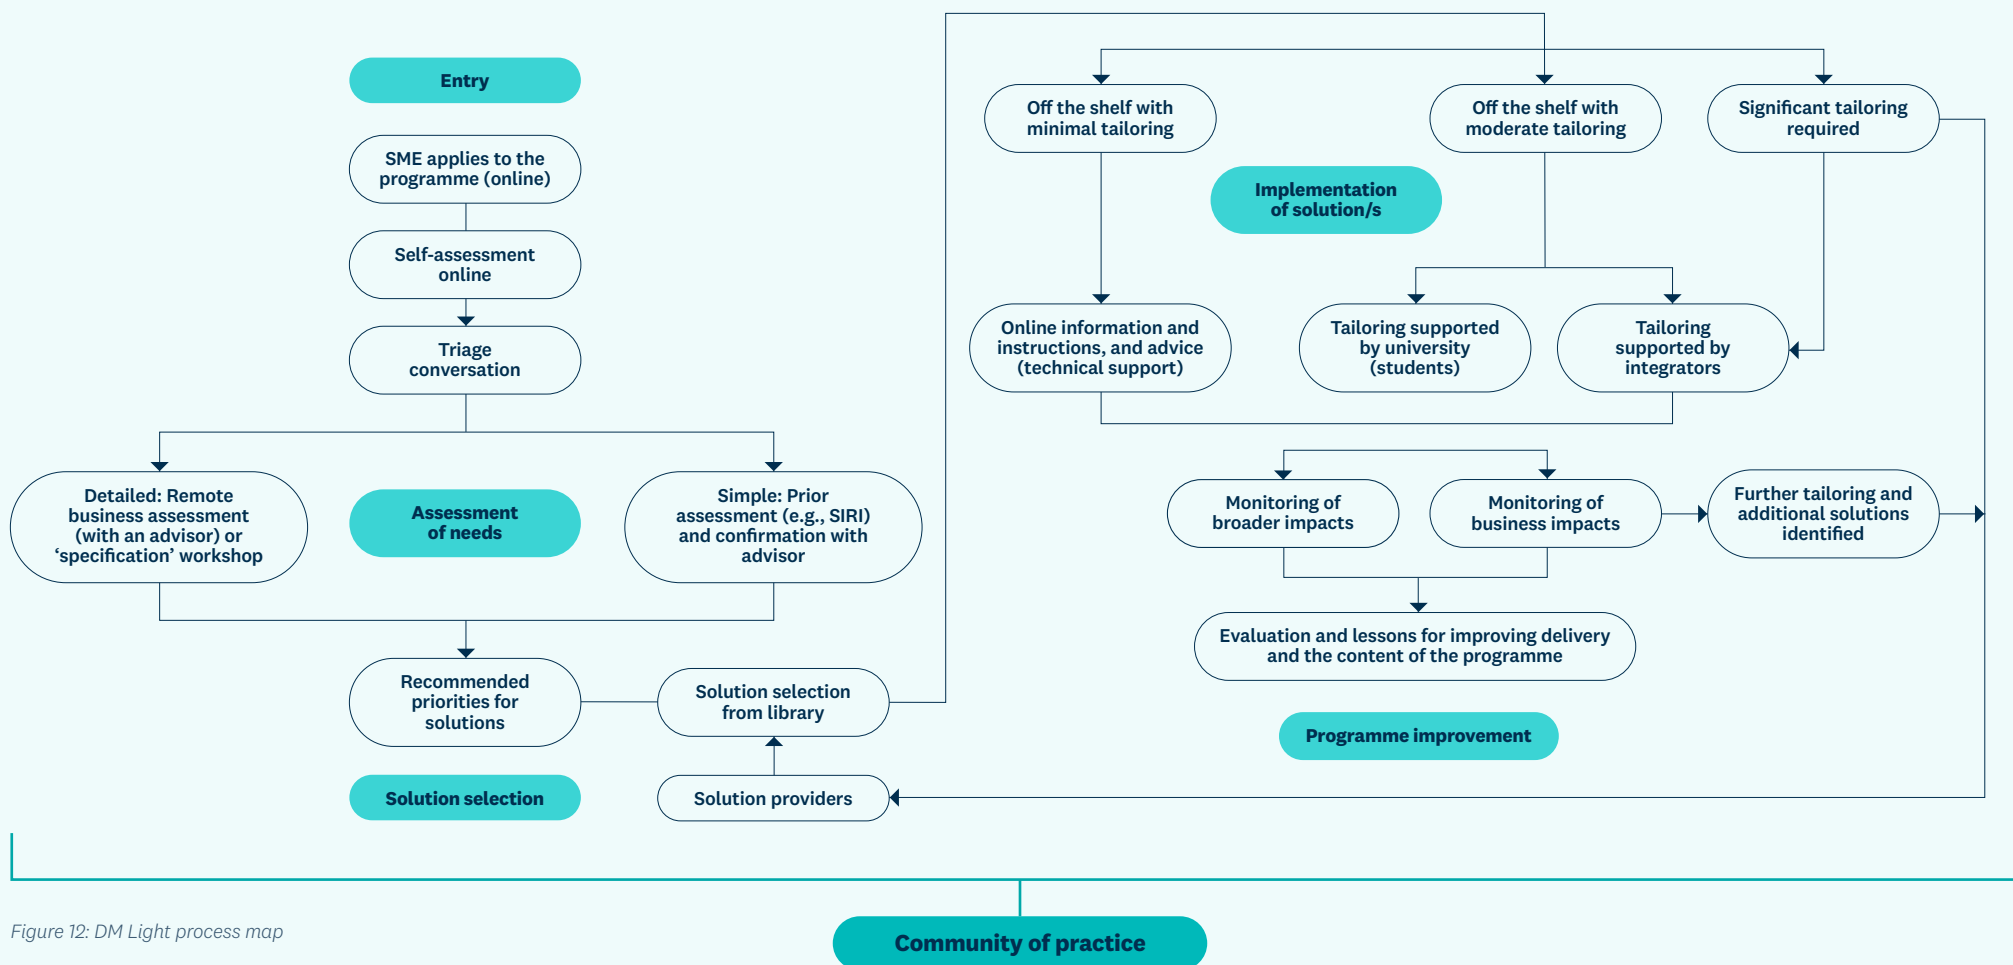 Entry
SME applies to the
programme (online)
Self-assessment
online
Triage
conversation
Detailed: Remote
business assessment
(with an advisor) or
‘specification’ workshop
Assessment
of needs
Simple: Prior
assessment (e.g., SIRI)
and confirmation with
advisor
Recommended
priorities for
solutions
Solution selection
from library
Solution selection
Solution providers
Off the shelf with
minimal tailoring
Off the shelf with
moderate tailoring
Significant tailoring
required
Implementation
of solution/s
Online information and
instructions, and advice
(technical support)
Tailoring supported
by university
(students)
Tailoring
supported by
integrators
Monitoring of
broader impacts
Monitoring of
business impacts
Further tailoring and
additional solutions
identified
Evaluation and lessons for improving delivery
and the content of the programme
Programme improvement
Figure 12: DM Light process map
Community of practice